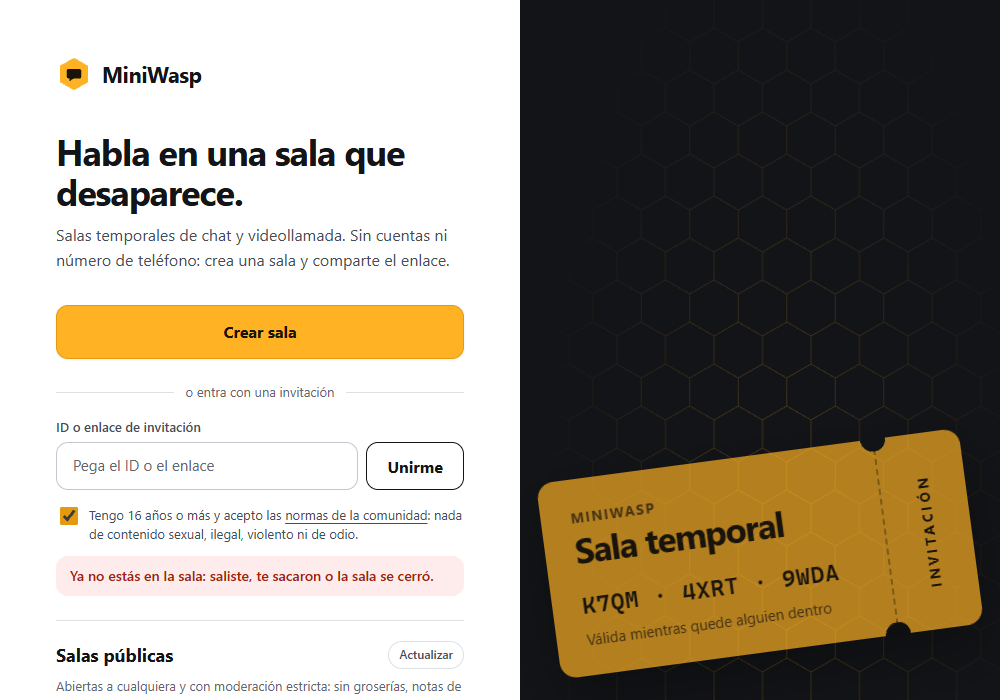 MiniWasp
Habla en una sala que
desaparece.
Salas temporales de chat y videollamada. Sin cuentas ni
número de teléfono: crea una sala y comparte el enlace.
Crear sala
o entra con una invitación
ID o enlace de invitación
Pega el ID o el enlace
Unirme
Tengo 16 años o más y acepto las normas de la comunidad: nada
de contenido sexual, ilegal, violento ni de odio.
Ya no estás en la sala: saliste, te sacaron o la sala se cerró.
Salas públicas
Actualizar
Abiertas a cualquiera y con moderación estricta: sin groserías, notas de
MINIWASP
Sala temporal
K7QM · 4XRT · 9WDA
Válida mientras quede alguien dentro
INVITACIÓN